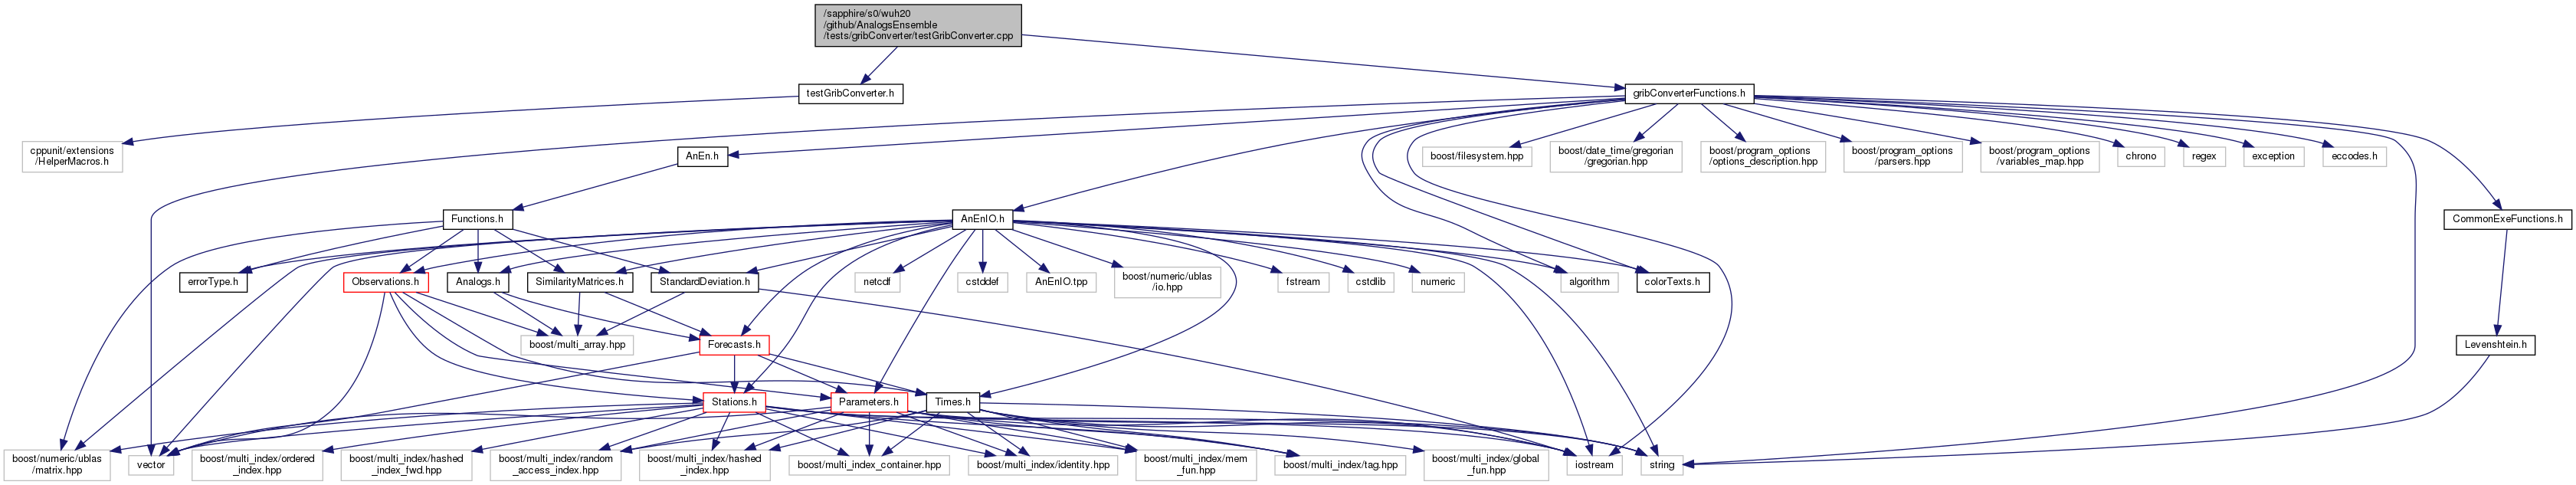 /sapphire/s0/wuh20
/github/AnalogsEnsemble
/tests/gribConverter/testGribConverter.cpp
testGribConverter.h
gribConverterFunctions.h
cppunit/extensions
/HelperMacros.h
AnEn.h
boost/filesystem.hpp
boost/date_time/gregorian
/gregorian.hpp
boost/program_options
/options_description.hpp
boost/program_options
/parsers.hpp
boost/program_options
/variables_map.hpp
chrono
regex
exception
eccodes.h
Functions.h
AnEnIO.h
CommonExeFunctions.h
errorType.h
Observations.h
Analogs.h
SimilarityMatrices.h
StandardDeviation.h
netcdf
cstddef
AnEnIO.tpp
boost/numeric/ublas
/io.hpp
fstream
cstdlib
numeric
algorithm
colorTexts.h
boost/multi_array.hpp
Forecasts.h
Levenshtein.h
Stations.h
Parameters.h
Times.h
boost/numeric/ublas
/matrix.hpp
vector
boost/multi_index/ordered
_index.hpp
boost/multi_index/hashed
_index_fwd.hpp
boost/multi_index/random
_access_index.hpp
boost/multi_index/hashed
_index.hpp
boost/multi_index_container.hpp
boost/multi_index/identity.hpp
boost/multi_index/mem
_fun.hpp
boost/multi_index/tag.hpp
boost/multi_index/global
_fun.hpp
iostream
string